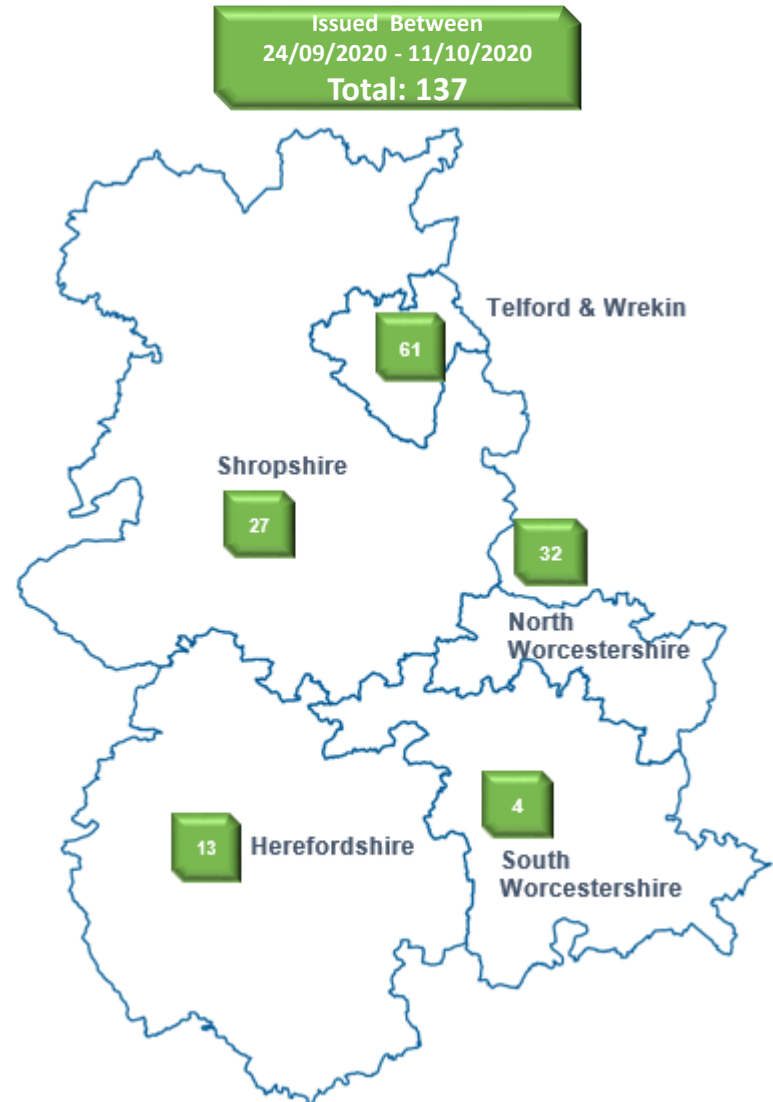 Issued Between
24/09/2020 - 11/10/2020
Total: 137
Telford & Wrekin
61
Shropshire
27
32
North
Worcestershire
4
13
Herefordshire
South
Worcestershire